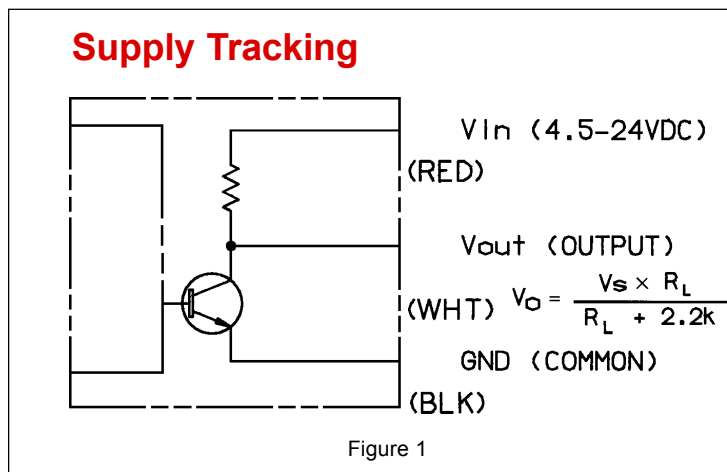 Supply Tracking
VIn (4.5-24VDC)
(RED)
Vout (OUTPUT)
(WHT) Vo = Vs × RL
RL + 2.2k
GND (COMMON)
(BLK)
Figure 1